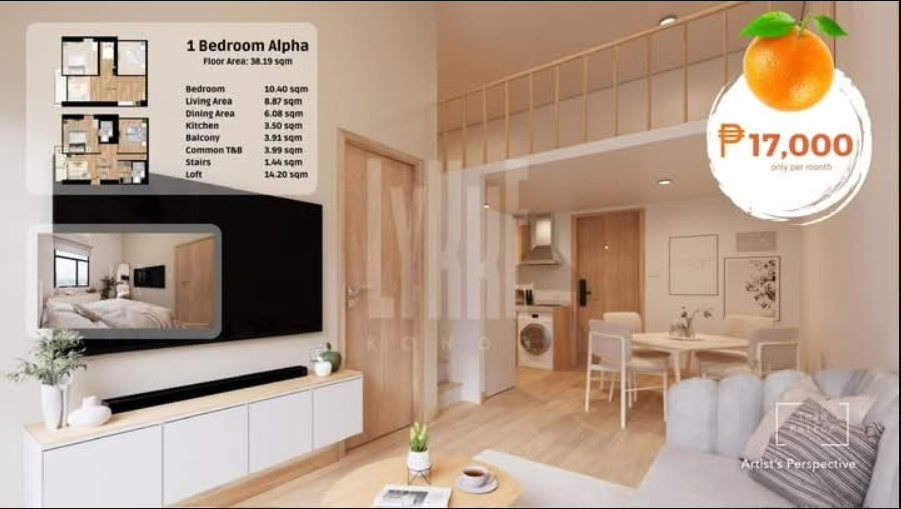 1 Bedroom Alpha
Floor Area: 38.19 sqm
Bedroom 10.40 sqm
Living Area 8.87 sqm
Dining Area 6.08 sqm
Kitchen 3.50 sqm
Balcony 3.91 sqm
Common T&B 3.99 sqm
Stairs 1.44 sqm
Loft 14.20 sqm
₱17,000
only per month
KONDO
Artist's Perspective